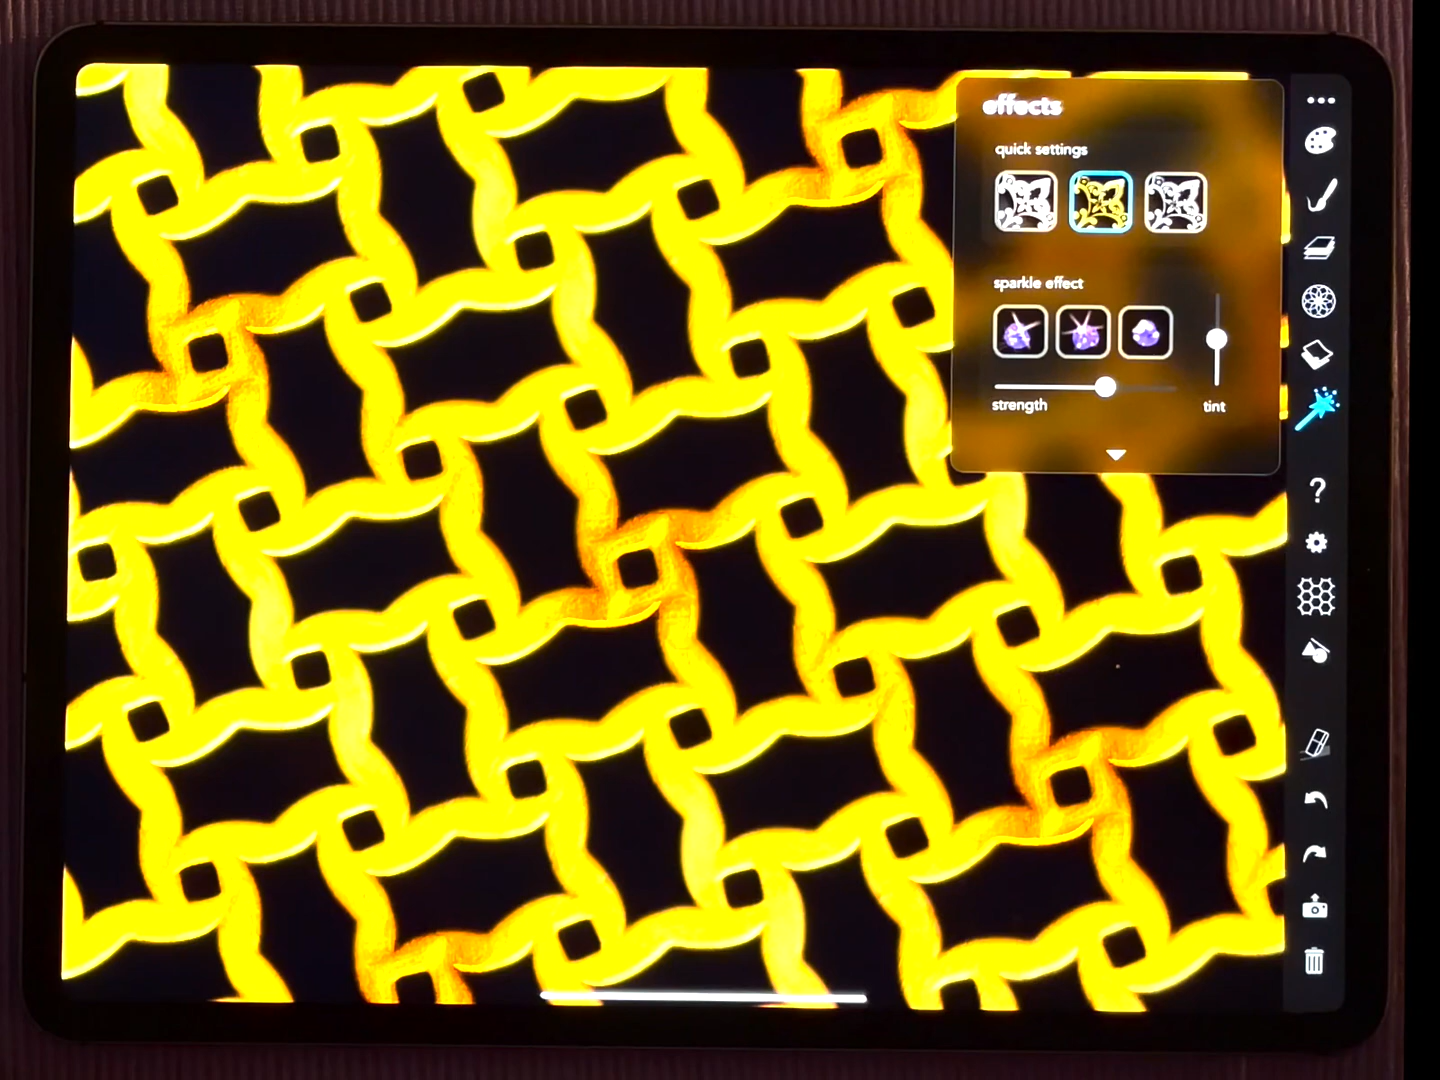 effects
quick settings
sparkle effect
strength
tint
?